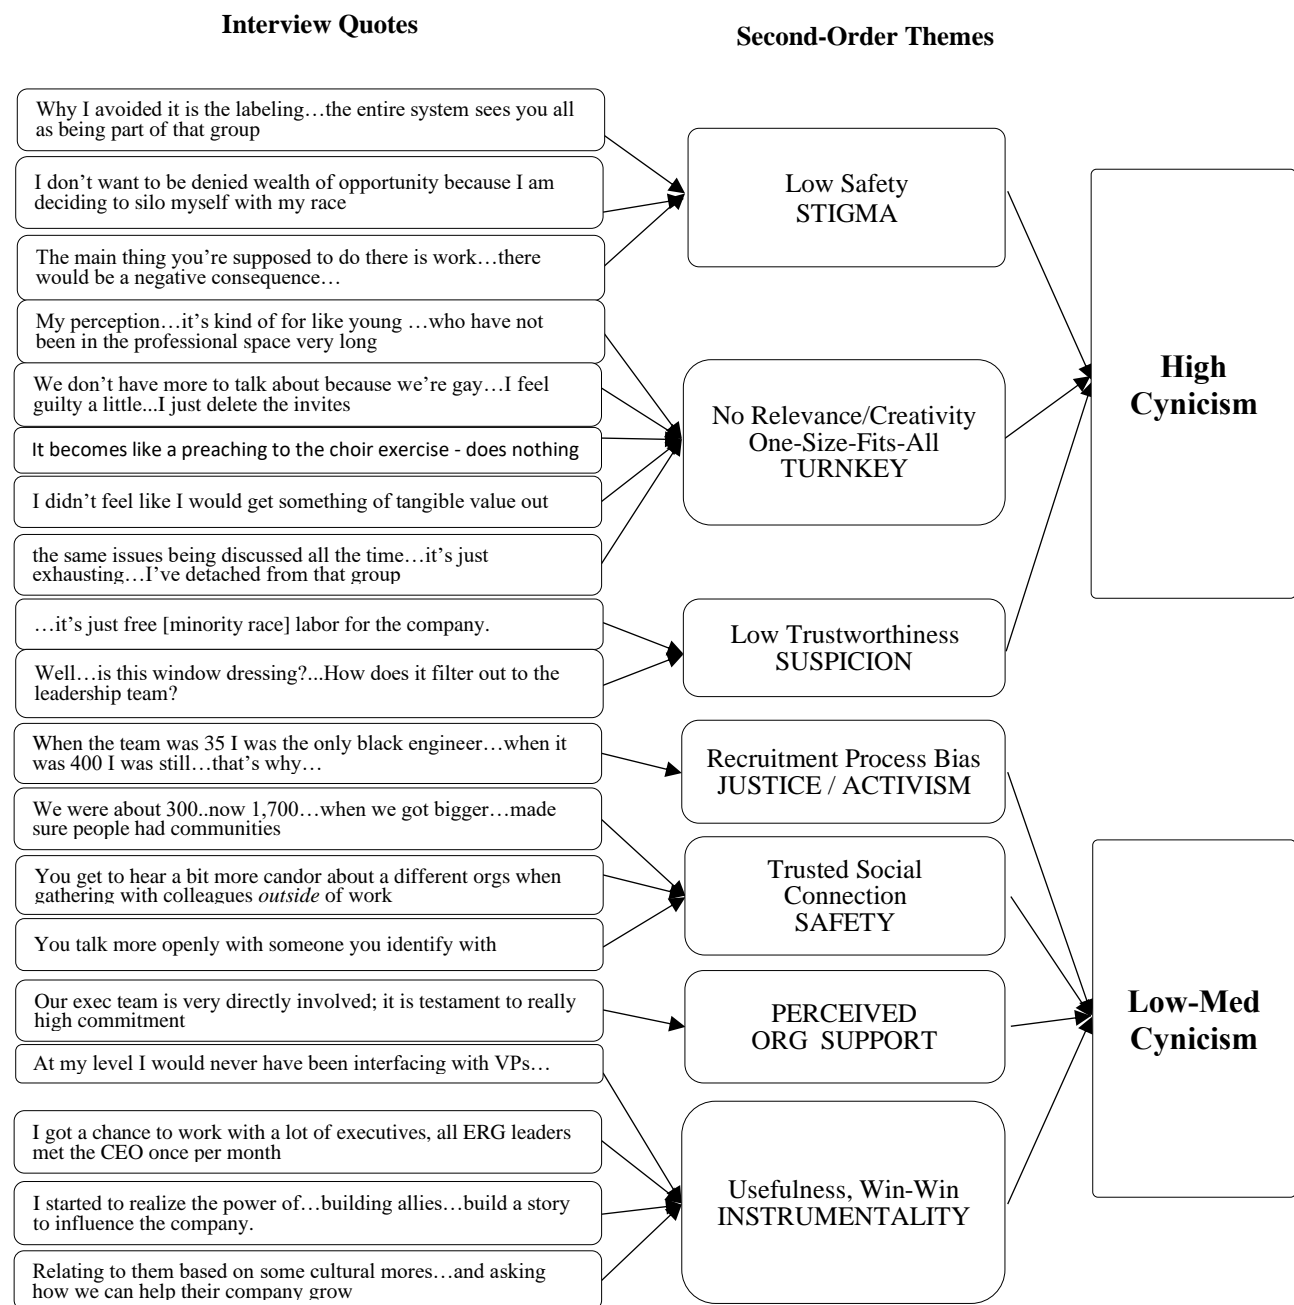 Interview Quotes
Second-Order Themes
Why I avoided it is the labeling…the entire system sees you all
as being part of that group
I don’t want to be denied wealth of opportunity because I am
deciding to silo myself with my race
The main thing you’re supposed to do there is work…there
would be a negative consequence…
My perception…it’s kind of for like young …who have not
been in the professional space very long
We don’t have more to talk about because we’re gay…I feel
guilty a little...I just delete the invites
It becomes like a preaching to the choir exercise - does nothing
I didn’t feel like I would get something of tangible value out
the same issues being discussed all the time…it’s just
exhausting…I’ve detached from that group
…it’s just free [minority race] labor for the company.
Well…is this window dressing?...How does it filter out to the
leadership team?
When the team was 35 I was the only black engineer…when it
was 400 I was still…that’s why…
We were about 300..now 1,700…when we got bigger…made
sure people had communities
You get to hear a bit more candor about a different orgs when
gathering with colleagues outside of work
You talk more openly with someone you identify with
Our exec team is very directly involved; it is testament to really
high commitment
At my level I would never have been interfacing with VPs…
I got a chance to work with a lot of executives, all ERG leaders
met the CEO once per month
I started to realize the power of…building allies…build a story
to influence the company.
Relating to them based on some cultural mores…and asking
how we can help their company grow
Low Safety
STIGMA
No Relevance/Creativity
One-Size-Fits-All
TURNKEY
Low Trustworthiness
SUSPICION
Recruitment Process Bias
JUSTICE / ACTIVISM
Trusted Social
Connection
SAFETY
PERCEIVED
ORG SUPPORT
Usefulness, Win-Win
INSTRUMENTALITY
High
Cynicism
Low-Med
Cynicism